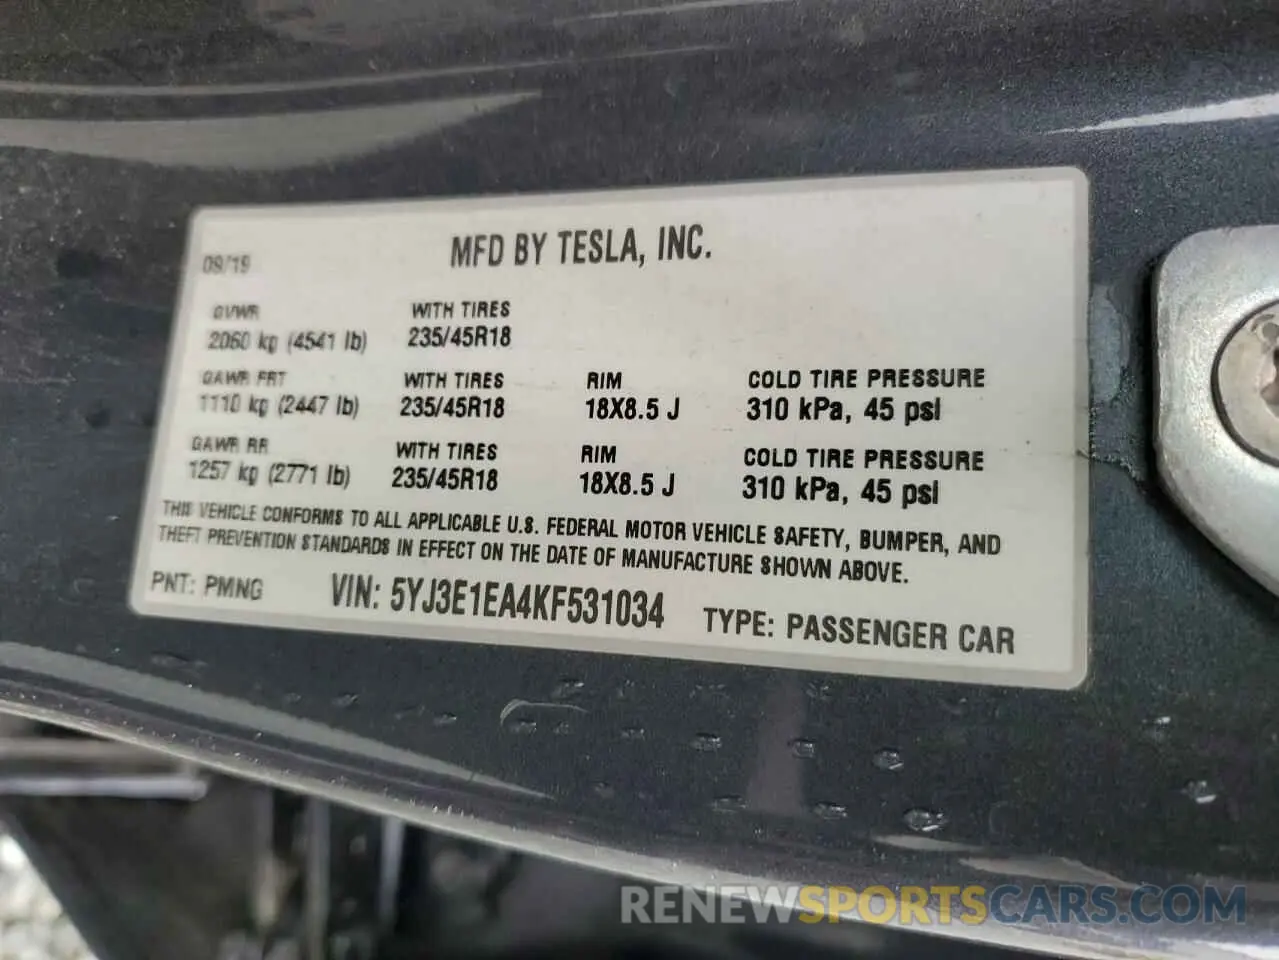 MFD BY TESLA, INC.
09/19
GVWR WITH TIRES
2060 kg (4541 lb) 235/45R18
GAWR FRT WITH TIRES RIM COLD TIRE PRESSURE
1110 kg (2447 lb) 235/45R18 18X8.5 J 310 kPa, 45 psi
GAWR RR WITH TIRES RIM COLD TIRE PRESSURE
1257 kg (2771 lb) 235/45R18 18X8.5 J 310 kPa, 45 psi
THIS VEHICLE CONFORMS TO ALL APPLICABLE U.S. FEDERAL MOTOR VEHICLE SAFETY, BUMPER, AND
THEFT PREVENTION STANDARDS IN EFFECT ON THE DATE OF MANUFACTURE SHOWN ABOVE.
PNT: PMNG VIN: 5YJ3E1EA4KF531034 TYPE: PASSENGER CAR
RENEWSPORTSCARS.COM